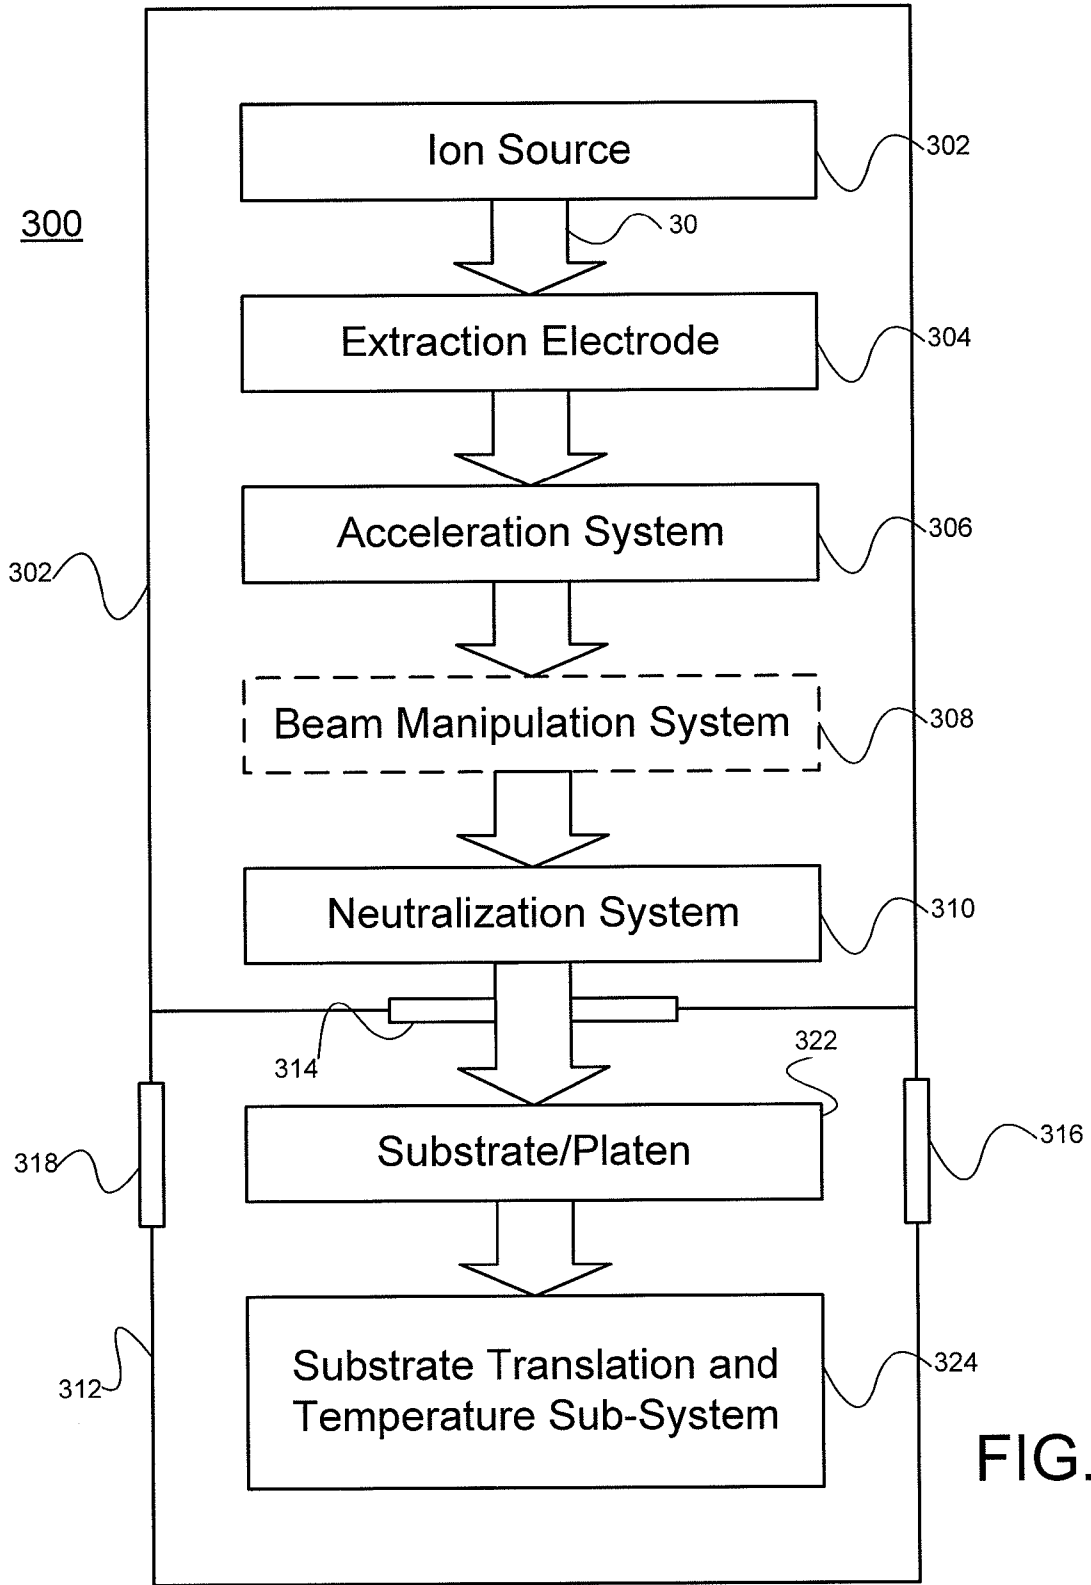 Ion Source
302
300
30
Extraction Electrode
304
Acceleration System
306
302
Beam Manipulation System
308
Neutralization System
310
314
322
Substrate/Platen
318
316
Substrate Translation and
Temperature Sub-System
324
312
FIG.